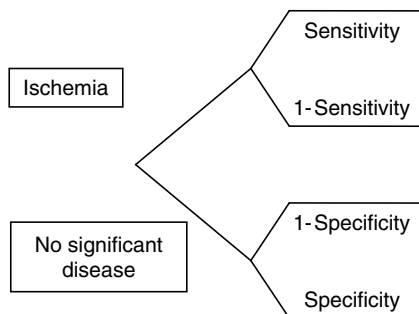 Sensitivity
Ischemia
1-Sensitivity
1-Specificity
No significant
disease
Specificity